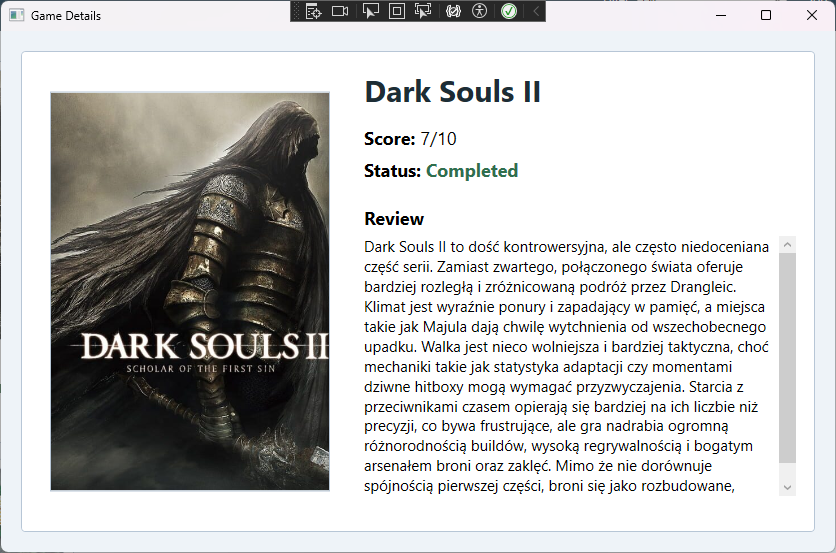 Game Details
Dark Souls II
Score: 7/10
Status: Completed
Review
Dark Souls II to dość kontrowersyjna, ale często niedoceniana
część serii. Zamiast zwartego, połączonego świata oferuje
bardziej rozległą i zróżnicowaną podróż przez Drangleic.
Klimat jest wyraźnie ponury i zapadający w pamięć, a miejsca
takie jak Majula dają chwilę wytchnienia od wszechobecnego
upadku. Walka jest nieco wolniejsza i bardziej taktyczna, choć
mechaniki takie jak statystyka adaptacji czy momentami
dziwne hitboxy mogą wymagać przyzwyczajenia. Starcia z
przeciwnikami czasem opierają się bardziej na ich liczbie niż
precyzji, co bywa frustrujące, ale gra nadrabia ogromną
różnorodnością buildów, wysoką regrywalnością i bogatym
arsenałem broni oraz zaklęć. Mimo że nie dorównuje
spójnością pierwszej części, broni się jako rozbudowane,
DARK SOULS II
SCHOLAR OF THE FIRST SIN